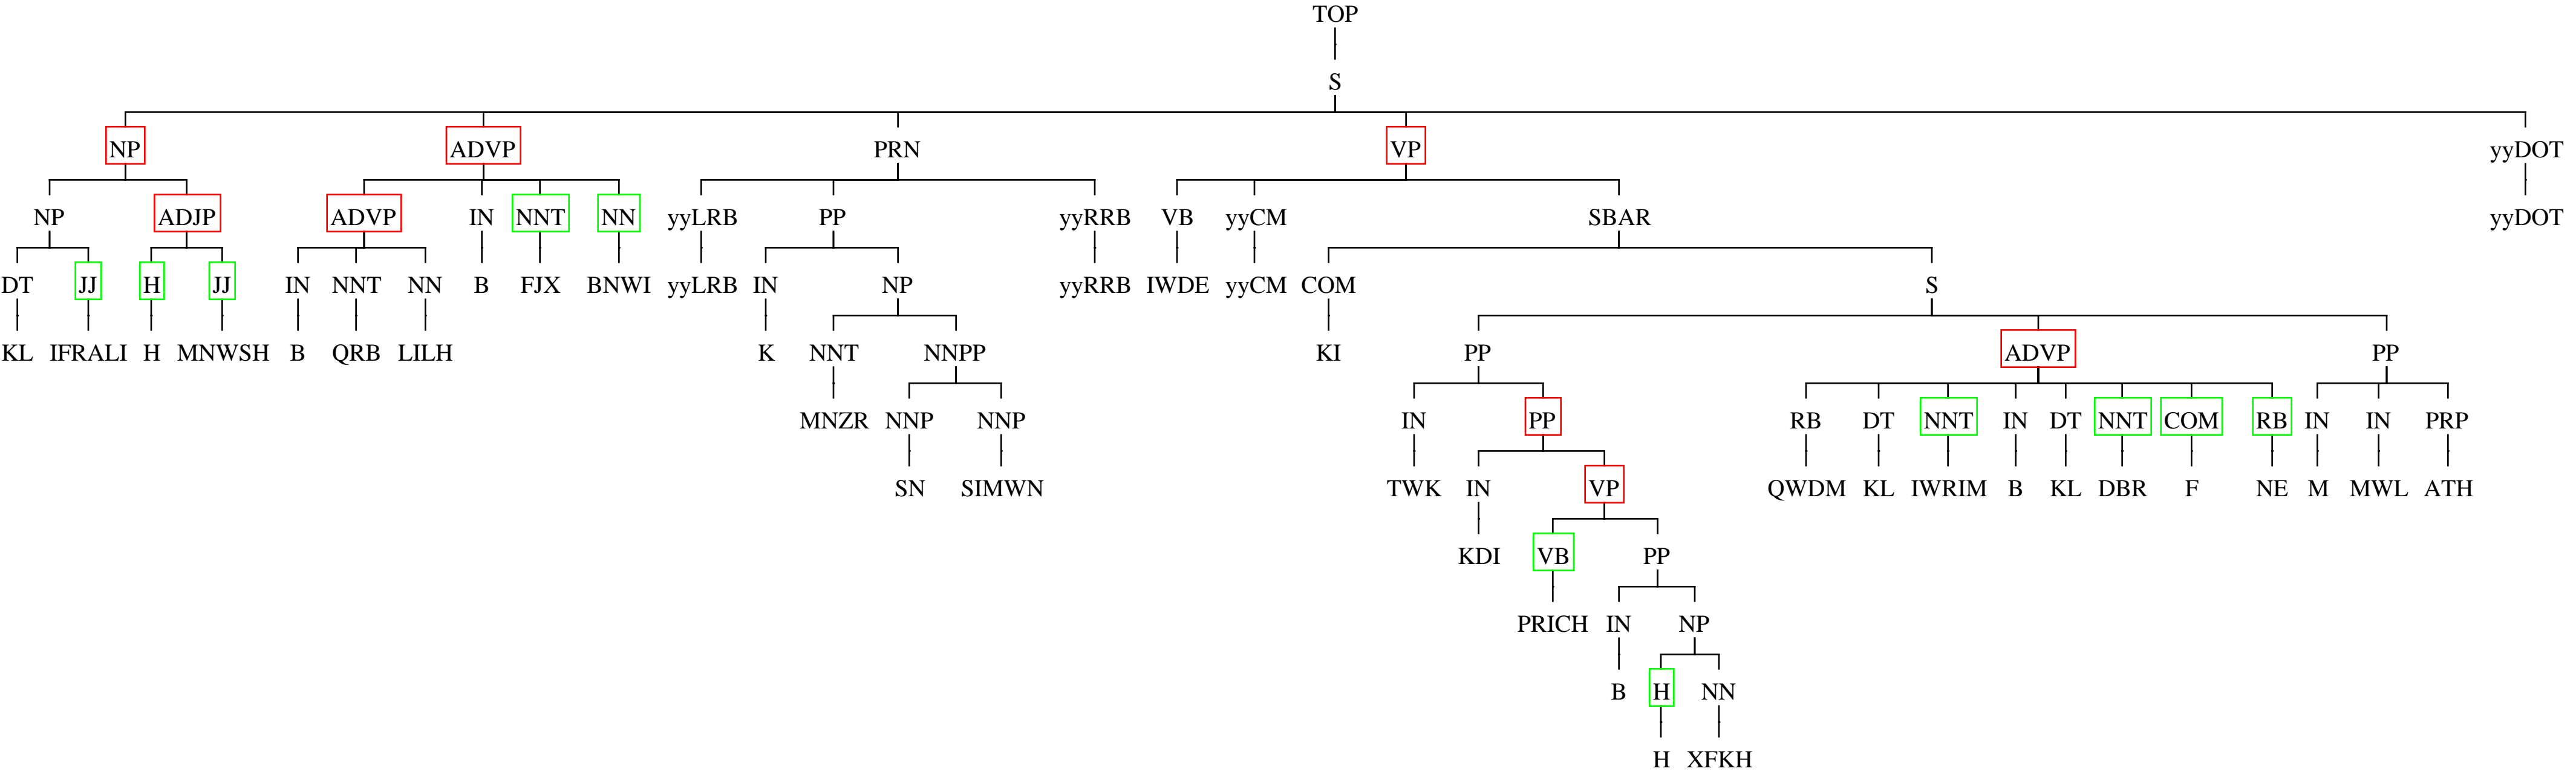 TOP
S
NP ADVP PRN VP yyDOT
NP ADJP ADVP IN NNT NN yyLRB PP yyRRB VB yyCM SBAR yyDOT
DT JJ H JJ IN NNT NN B FJX BNWI yyLRB IN NP yyRRB IWDE yyCM COM S
KL IFRALI H MNWSH B QRB LILH K NNT NNPP KI PP ADVP PP
MNZR NNP NNP IN PP RB DT NNT IN DT NNT COM RB IN IN PRP
SN SIMWN TWK IN VP QWDM KL IWRIM B KL DBR F NE M MWL ATH
KDI VB PP
PRICH IN NP
B H NN
H XFKH